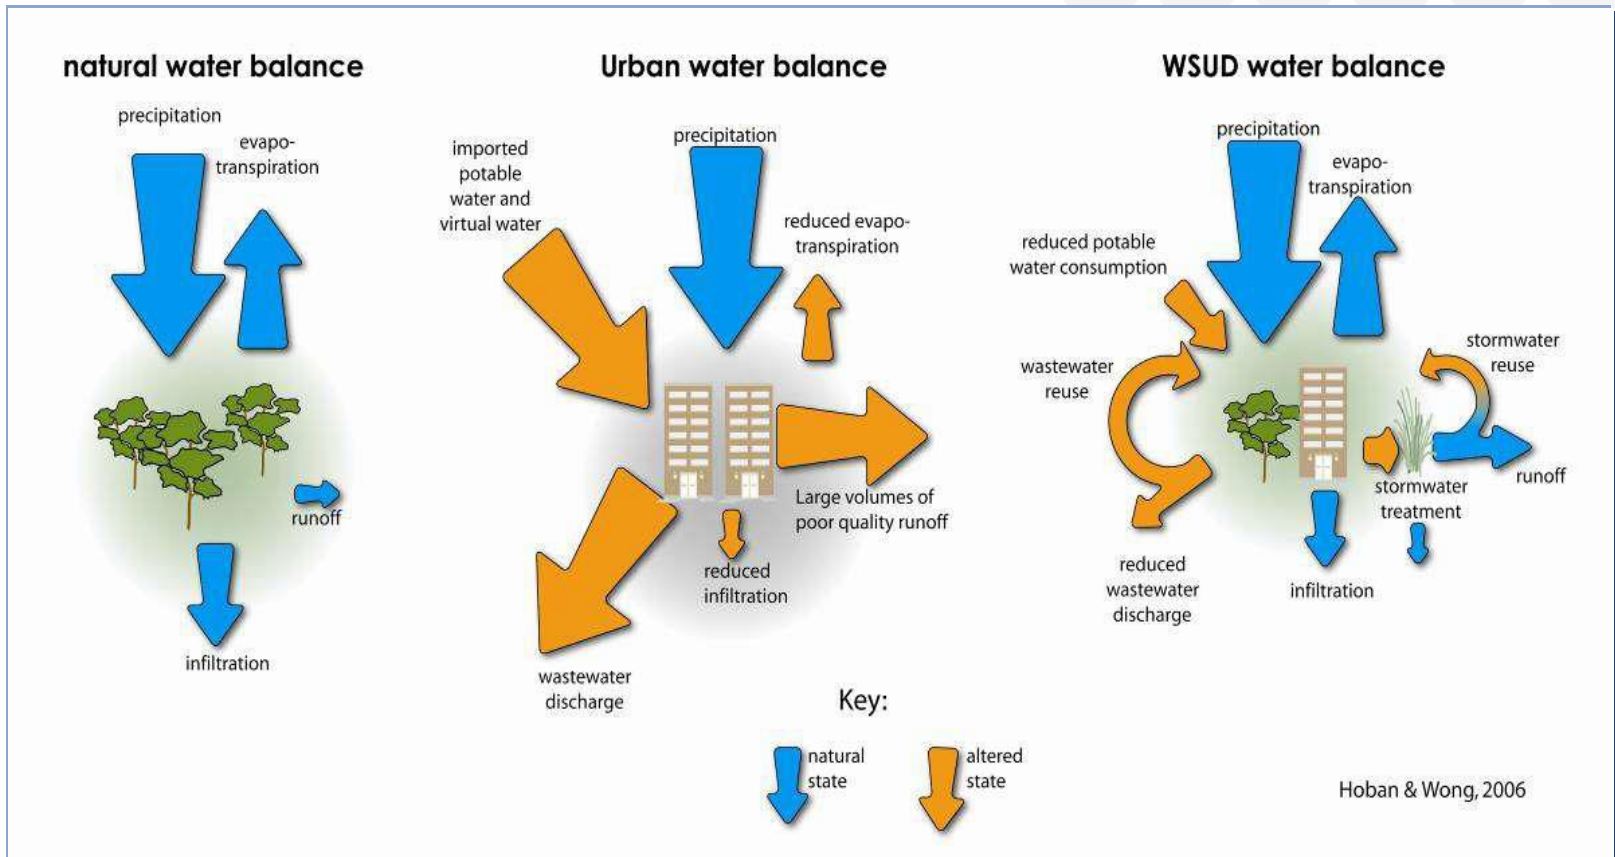 natural water balance
precipitation
evapo-
transpiration
runoff
infiltration
Urban water balance
imported
potable
water and
virtual water
precipitation
reduced evapo-
transpiration
Large volumes of
poor quality runoff
reduced
infiltration
wastewater
discharge
WSUD water balance
precipitation
evapo-
transpiration
reduced potable
water consumption
wastewater
reuse
stormwater
reuse
runoff
stormwater
treatment
infiltration
reduced
wastewater
discharge
Key:
natural
state
altered
state
Hoban & Wong, 2006